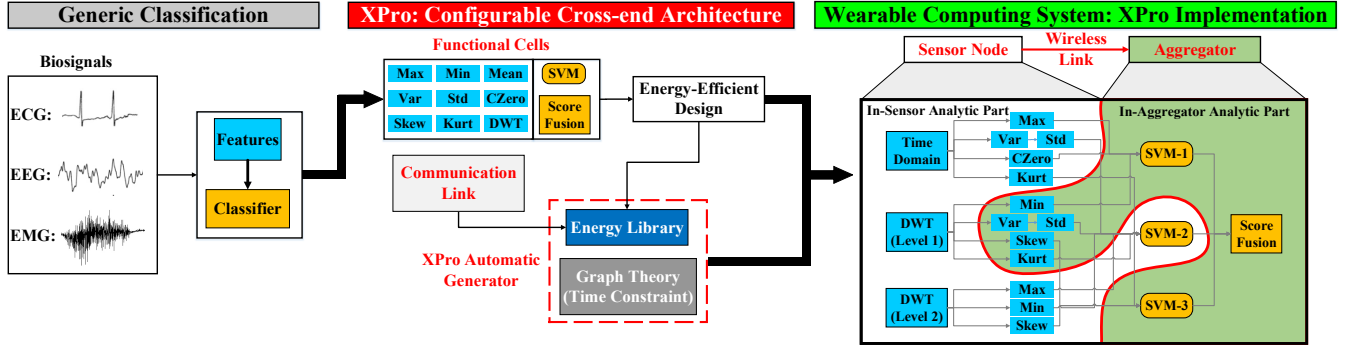 Generic Classification
Biosignals
ECG:
EEG:
EMG:
Features
Classifier
XPro: Configurable Cross-end Architecture
Functional Cells
Max Min Mean
Var Std CZero
Skew Kurt DWT
SVM
Score
Fusion
Energy-Efficient
Design
Communication
Link
Energy Library
XPro Automatic
Generator
Graph Theory
(Time Constraint)
Wearable Computing System: XPro Implementation
Sensor Node
Wireless
Link
Aggregator
In-Sensor Analytic Part
In-Aggregator Analytic Part
Time
Domain
Max
Var Std
CZero
Kurt
SVM-1
DWT
(Level 1)
Min
Var Std
Skew
Kurt
SVM-2
Score
Fusion
DWT
(Level 2)
Max
Min
Skew
SVM-3